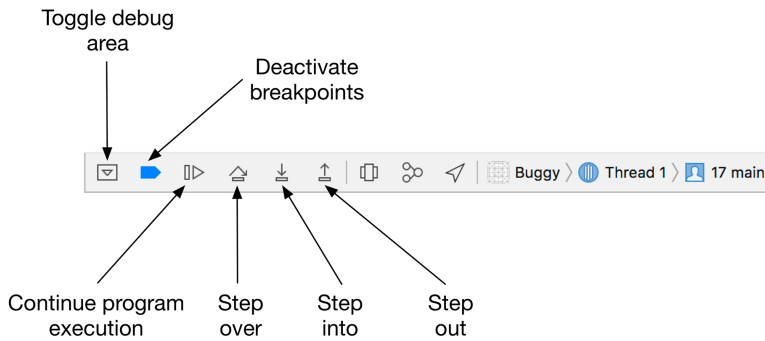 Toggle debug
area
Deactivate
breakpoints
Buggy
Thread 1
17 main
Continue program
execution
Step
over
Step
into
Step
out